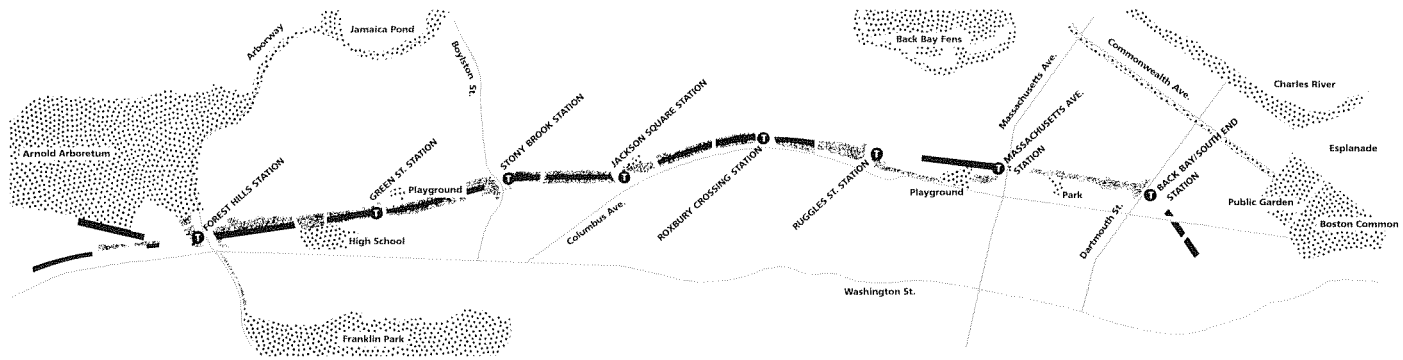 Arborway
Jamaica Pond
Boylston St.
Back Bay Fens
Massachusetts Ave.
Commonwealth Ave.
Charles River
Esplanade
Arnold Arboretum
FOREST HILLS STATION
GREEN ST. STATION
Playground
High School
STONY BROOK STATION
JACKSON SQUARE STATION
Columbus Ave.
ROXBURY CROSSING STATION
RUGGLES ST. STATION
Playground
MASSACHUSETTS AVE.
STATION
Park
BACK BAY/SOUTH END
STATION
Dartmouth St.
Public Garden
Boston Common
Washington St.
Franklin Park
T
T
T
T
T
T
T
T